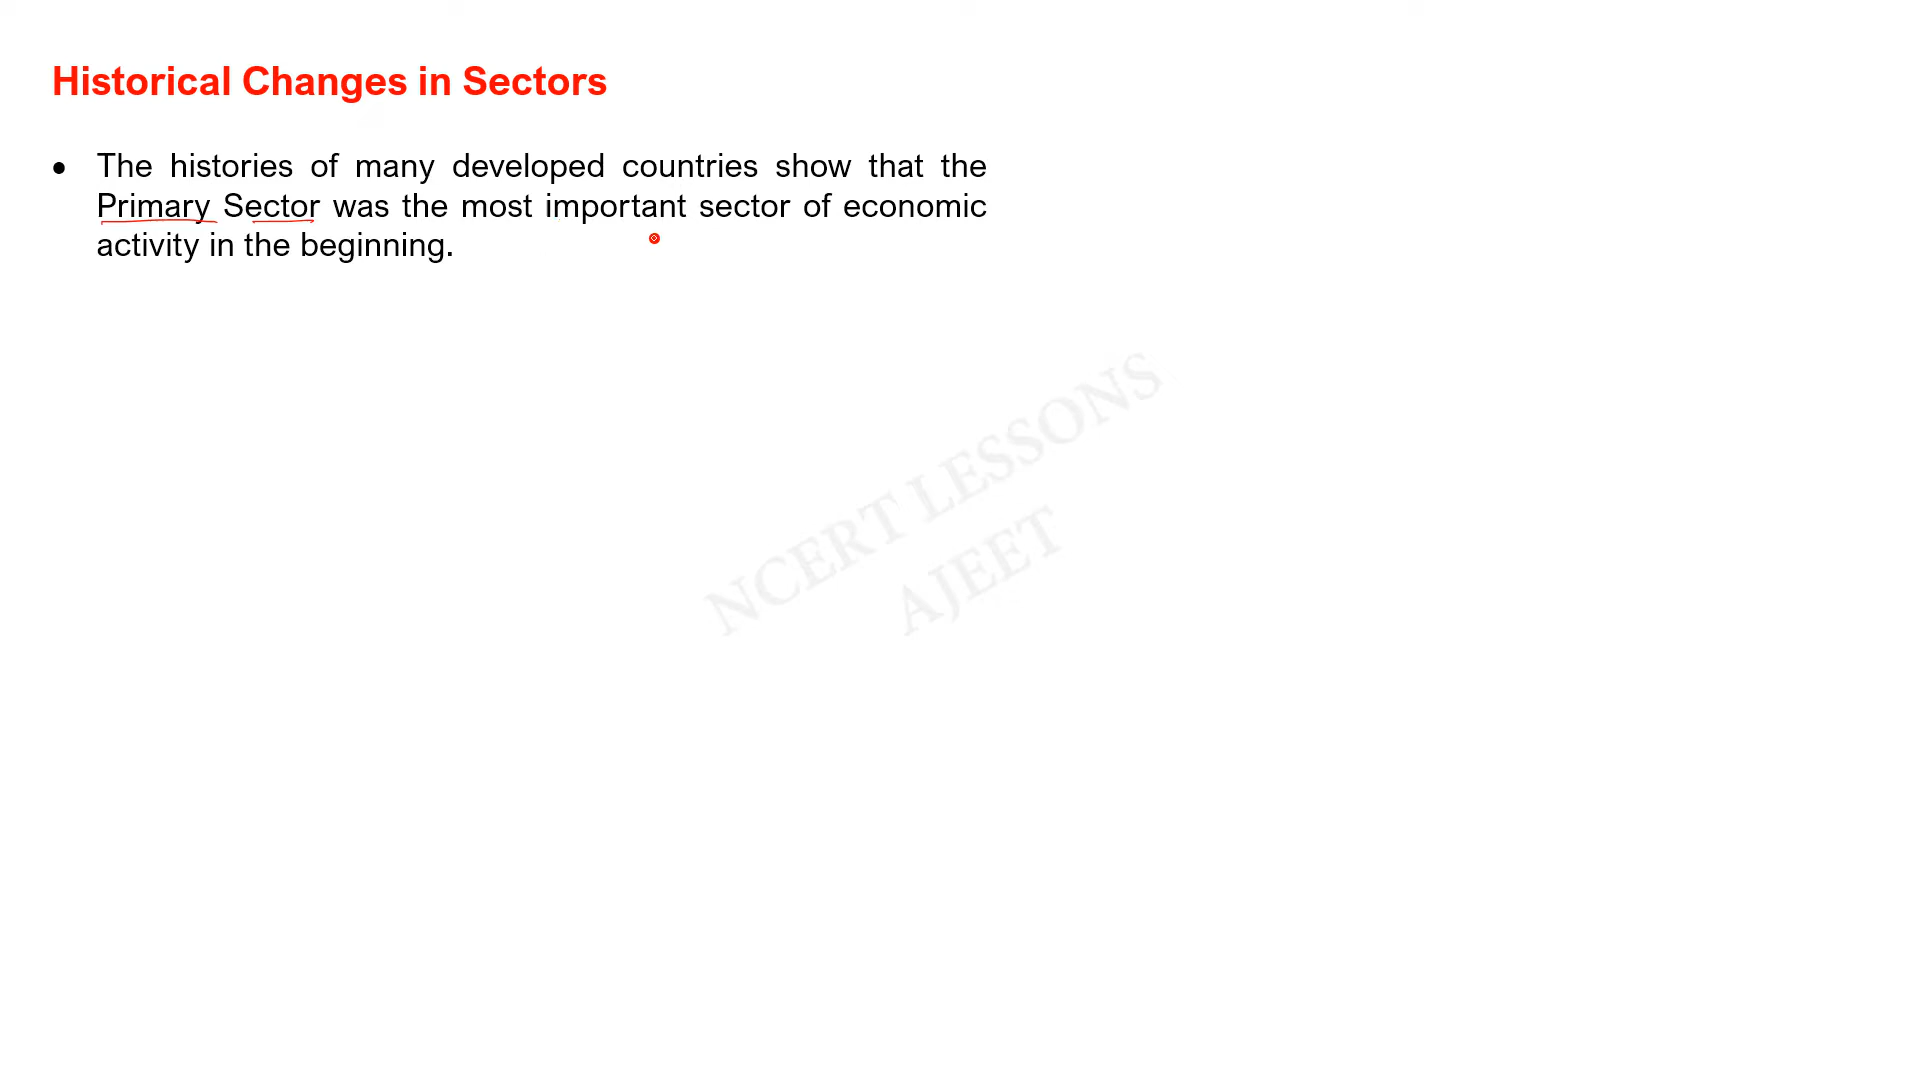 Historical Changes in Sectors
• The histories of many developed countries show that the
Primary Sector was the most important sector of economic
activity in the beginning.
NCERT LESSONS
AJEET